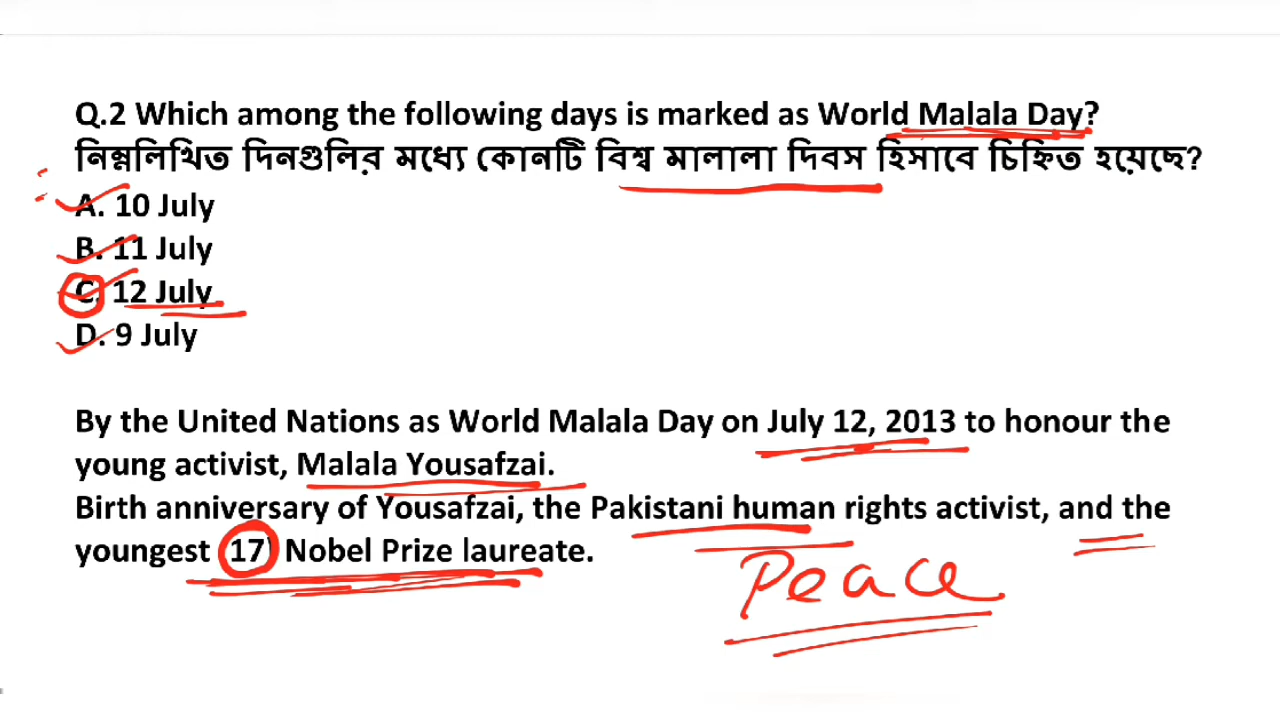 Q.2 Which among the following days is marked as World Malala Day?
নিম্নলিখিত দিনগুলির মধ্যে কোনটি বিশ্ব মালালা দিবস হিসাবে চিহ্নিত হয়েছে?
A. 10 July
B. 11 July
C. 12 July
D. 9 July
By the United Nations as World Malala Day on July 12, 2013 to honour the
young activist, Malala Yousafzai.
Birth anniversary of Yousafzai, the Pakistani human rights activist, and the
youngest (17) Nobel Prize laureate.
Peace